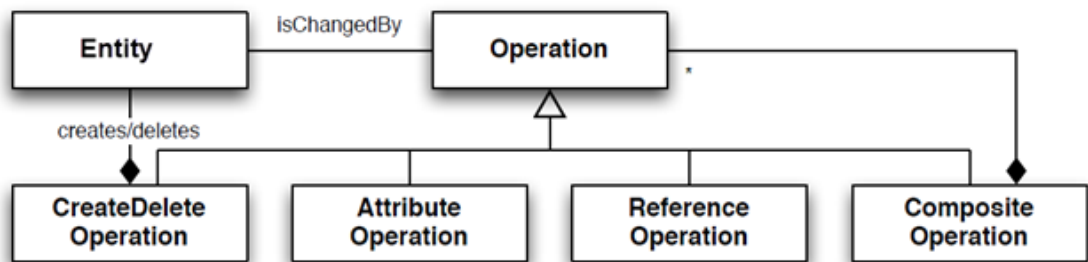 Entity
isChangedBy
Operation
*
creates/deletes
CreateDelete
Operation
Attribute
Operation
Reference
Operation
Composite
Operation